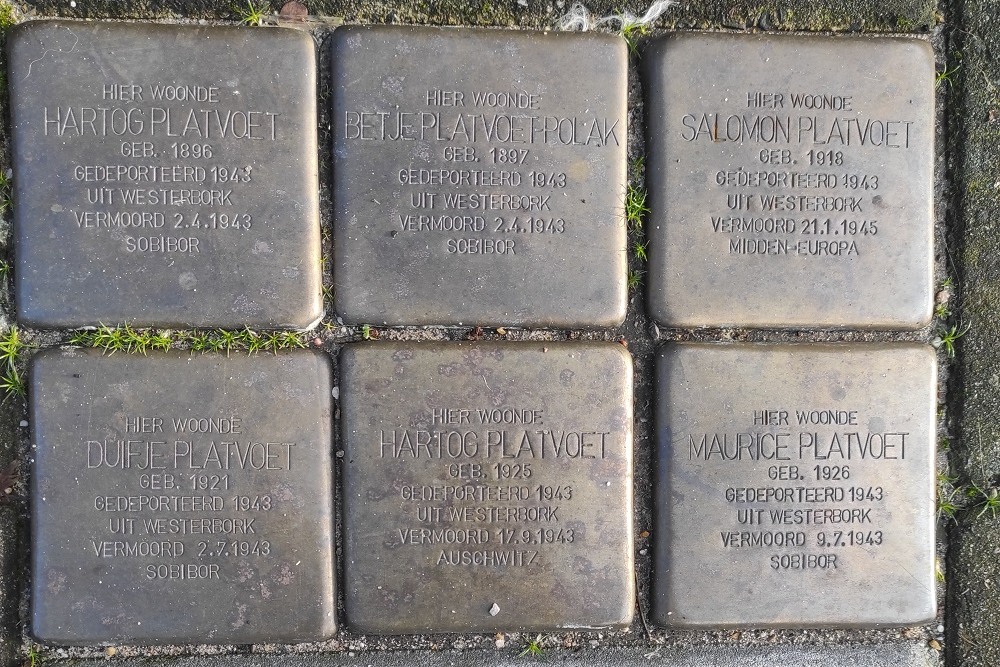 HIER WOONDE
HARTOG PLATVOET
GEB. 1896
GEDEPORTEERD 1943
UIT WESTERBORK
VERMOORD 2.4.1943
SOBIBOR
HIER WOONDE
BETJE PLATVOET-POLAK
GEB. 1897
GEDEPORTEERD 1943
UIT WESTERBORK
VERMOORD 2.4.1943
SOBIBOR
HIER WOONDE
SALOMON PLATVOET
GEB. 1918
GEDEPORTEERD 1943
UIT WESTERBORK
VERMOORD 21.1.1945
MIDDEN-EUROPA
HIER WOONDE
DUIFJE PLATVOET
GEB. 1921
GEDEPORTEERD 1943
UIT WESTERBORK
VERMOORD 2.7.1943
SOBIBOR
HIER WOONDE
HARTOG PLATVOET
GEB. 1925
GEDEPORTEERD 1943
UIT WESTERBORK
VERMOORD 17.9.1943
AUSCHWITZ
HIER WOONDE
MAURICE PLATVOET
GEB. 1926
GEDEPORTEERD 1943
UIT WESTERBORK
VERMOORD 9.7.1943
SOBIBOR